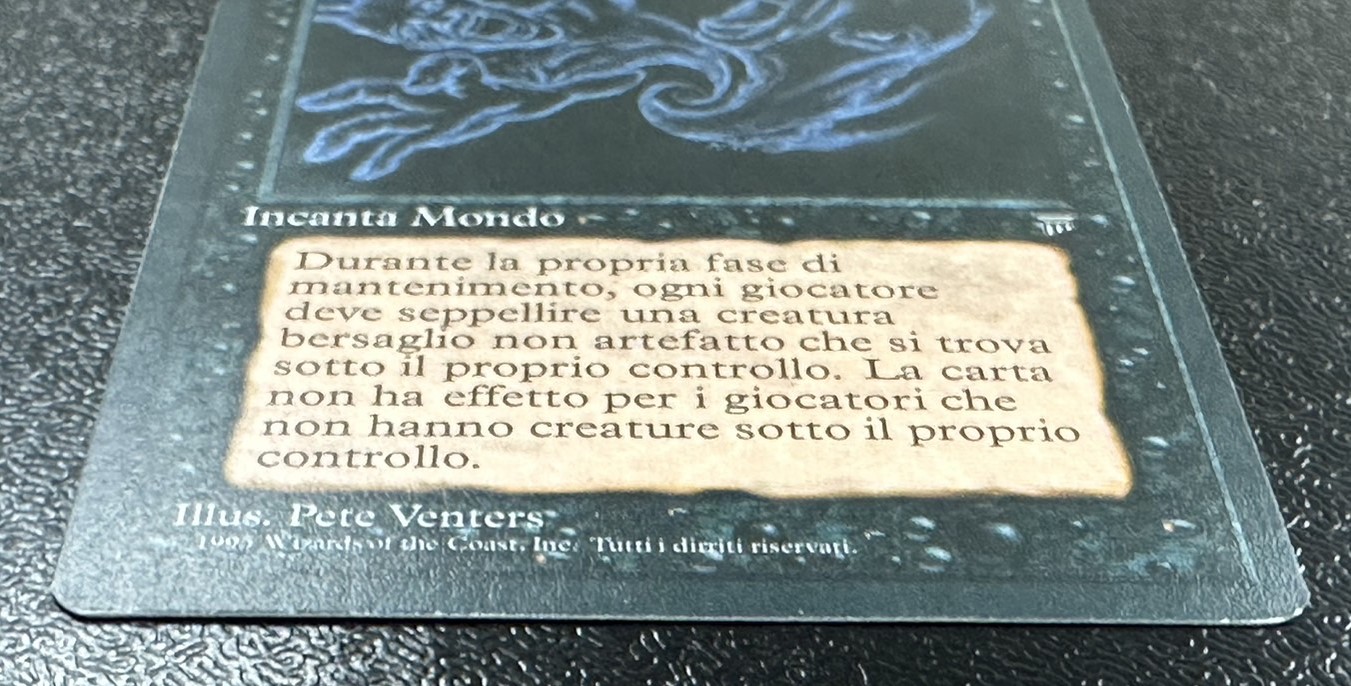 Incanta Mondo
Durante la propria fase di
mantenimento, ogni giocatore
deve seppellire una creatura
bersaglio non artefatto che si trova
sotto il proprio controllo. La carta
non ha effetto per i giocatori che
non hanno creature sotto il proprio
controllo.
Illus. Pete Venters
1995 Wizards of the Coast, Inc. Tutti i dirriti riservati.